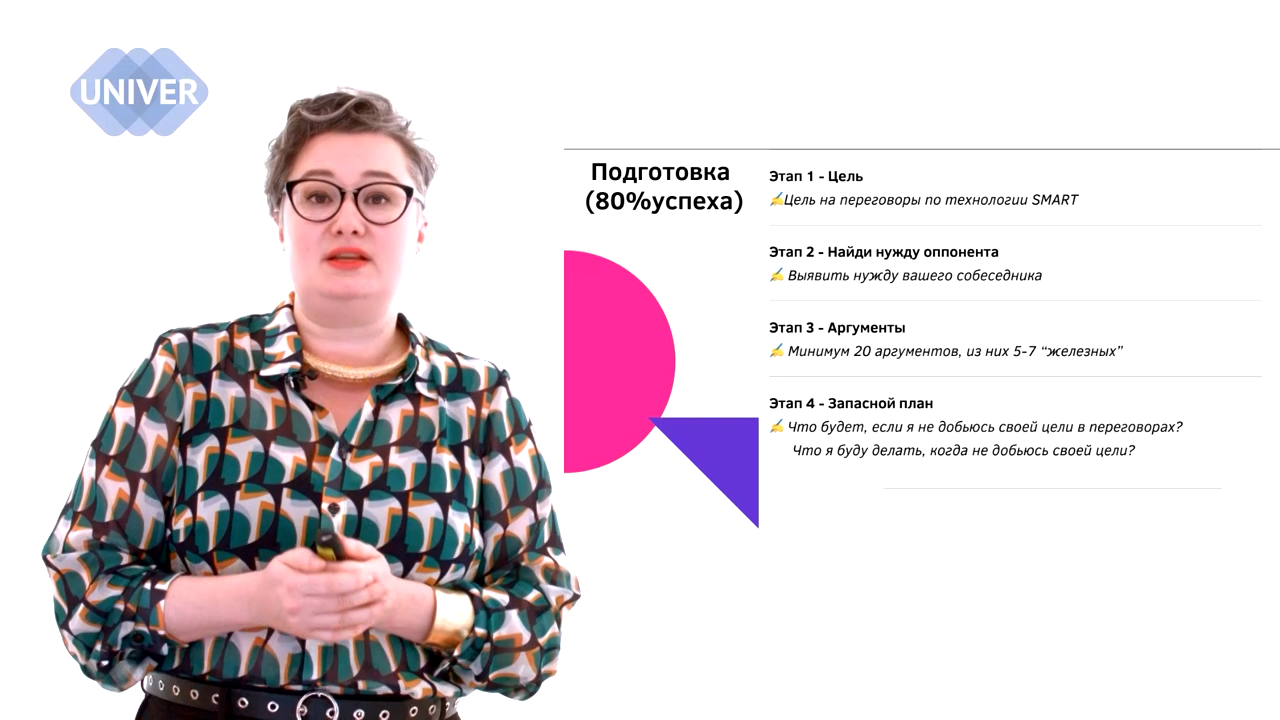 UNIVER
Подготовка
(80%успеха)
Этап 1 - Цель
✍Цель на переговоры по технологии SMART
Этап 2 - Найди нужду оппонента
✍ Выявить нужду вашего собеседника
Этап 3 - Аргументы
✍ Минимум 20 аргументов, из них 5-7 “железных”
Этап 4 - Запасной план
✍ Что будет, если я не добьюсь своей цели в переговорах?
Что я буду делать, когда не добьюсь своей цели?